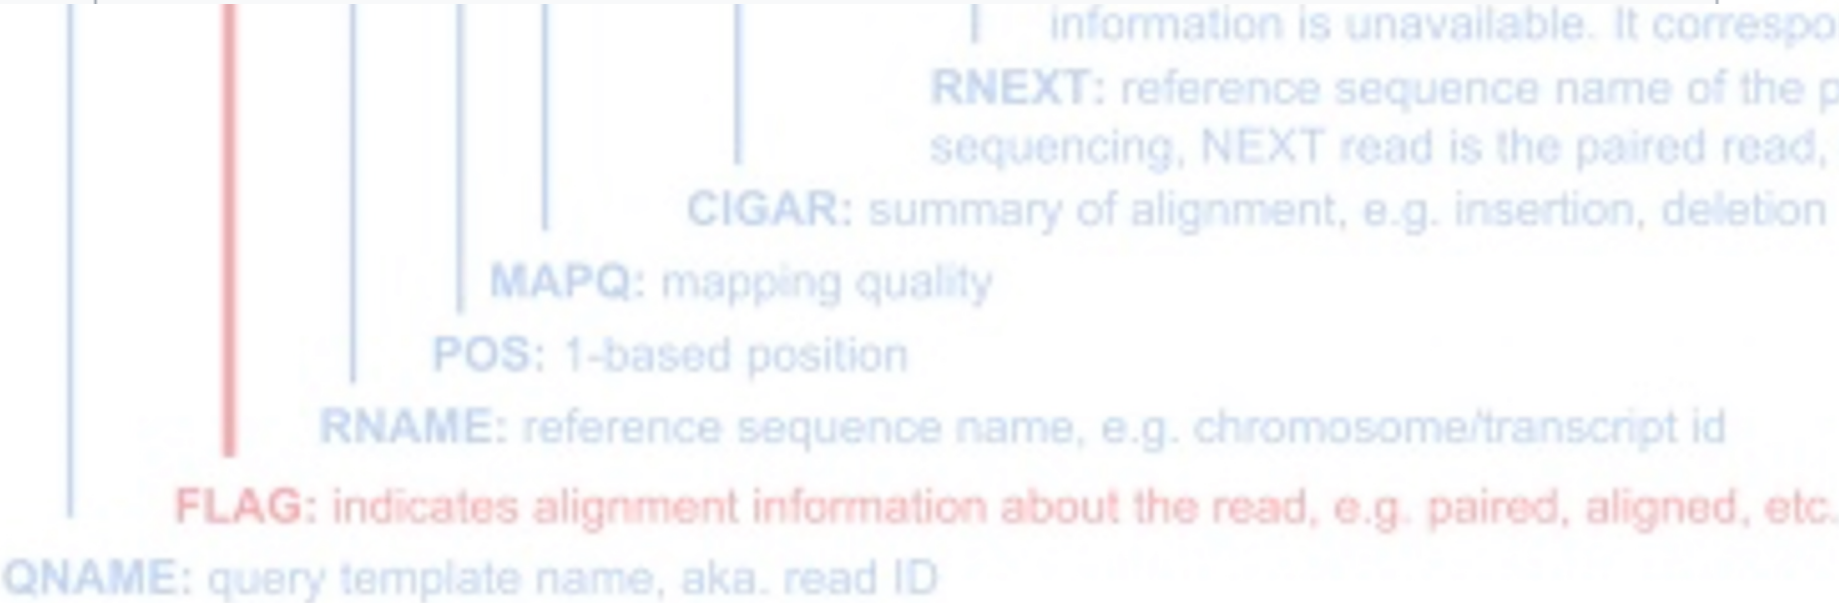 information is unavailable. It correspo
RNEXT: reference sequence name of the p
sequencing, NEXT read is the paired read,
CIGAR: summary of alignment, e.g. insertion, deletion
MAPQ: mapping quality
POS: 1-based position
RNAME: reference sequence name, e.g. chromosome/transcript id
FLAG: indicates alignment information about the read, e.g. paired, aligned, etc.
QNAME: query template name, aka. read ID